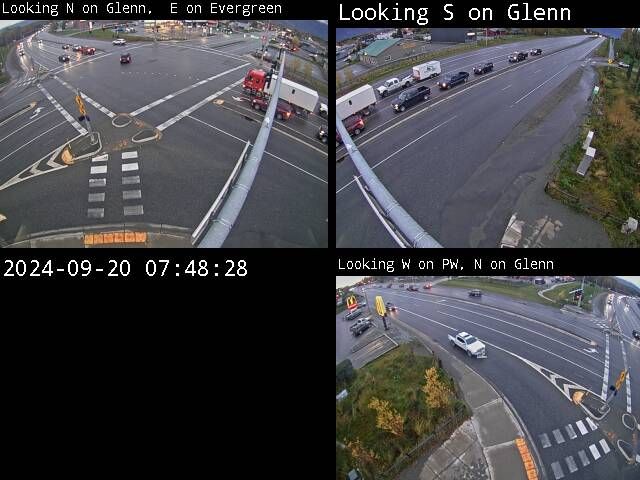 Looking N on Glenn, E on Evergreen
Looking S on Glenn
2024-09-20 07:48:28
Looking W on PW, N on Glenn